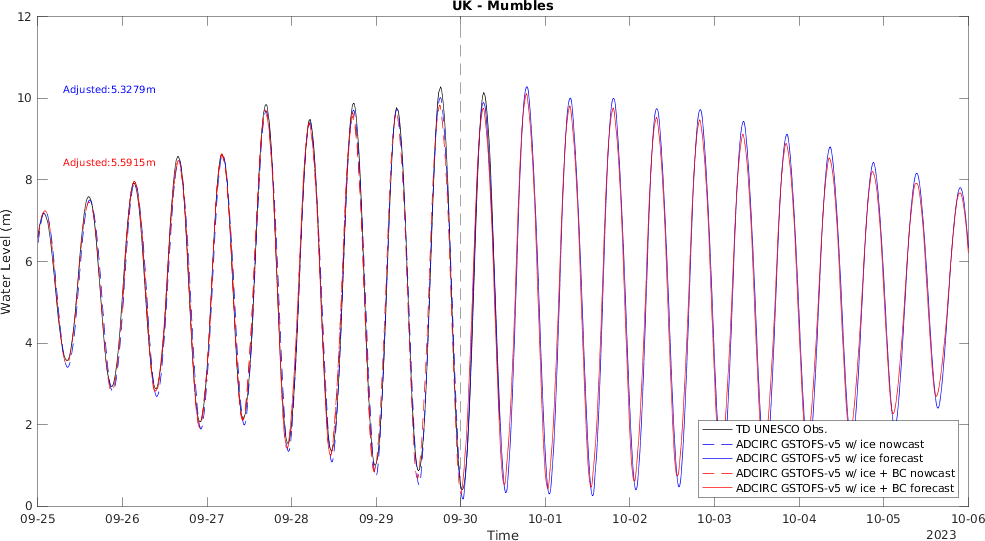 UK - Mumbles
12
10
8
6
4
2
0
Water Level (m)
Adjusted:5.3279m
Adjusted:5.5915m
TD UNESCO Obs.
ADCIRC GSTOFS-v5 w/ ice nowcast
ADCIRC GSTOFS-v5 w/ ice forecast
ADCIRC GSTOFS-v5 w/ ice + BC nowcast
ADCIRC GSTOFS-v5 w/ ice + BC forecast
09-25 09-26 09-27 09-28 09-29 09-30 10-01 10-02 10-03 10-04 10-05 10-06
Time
2023